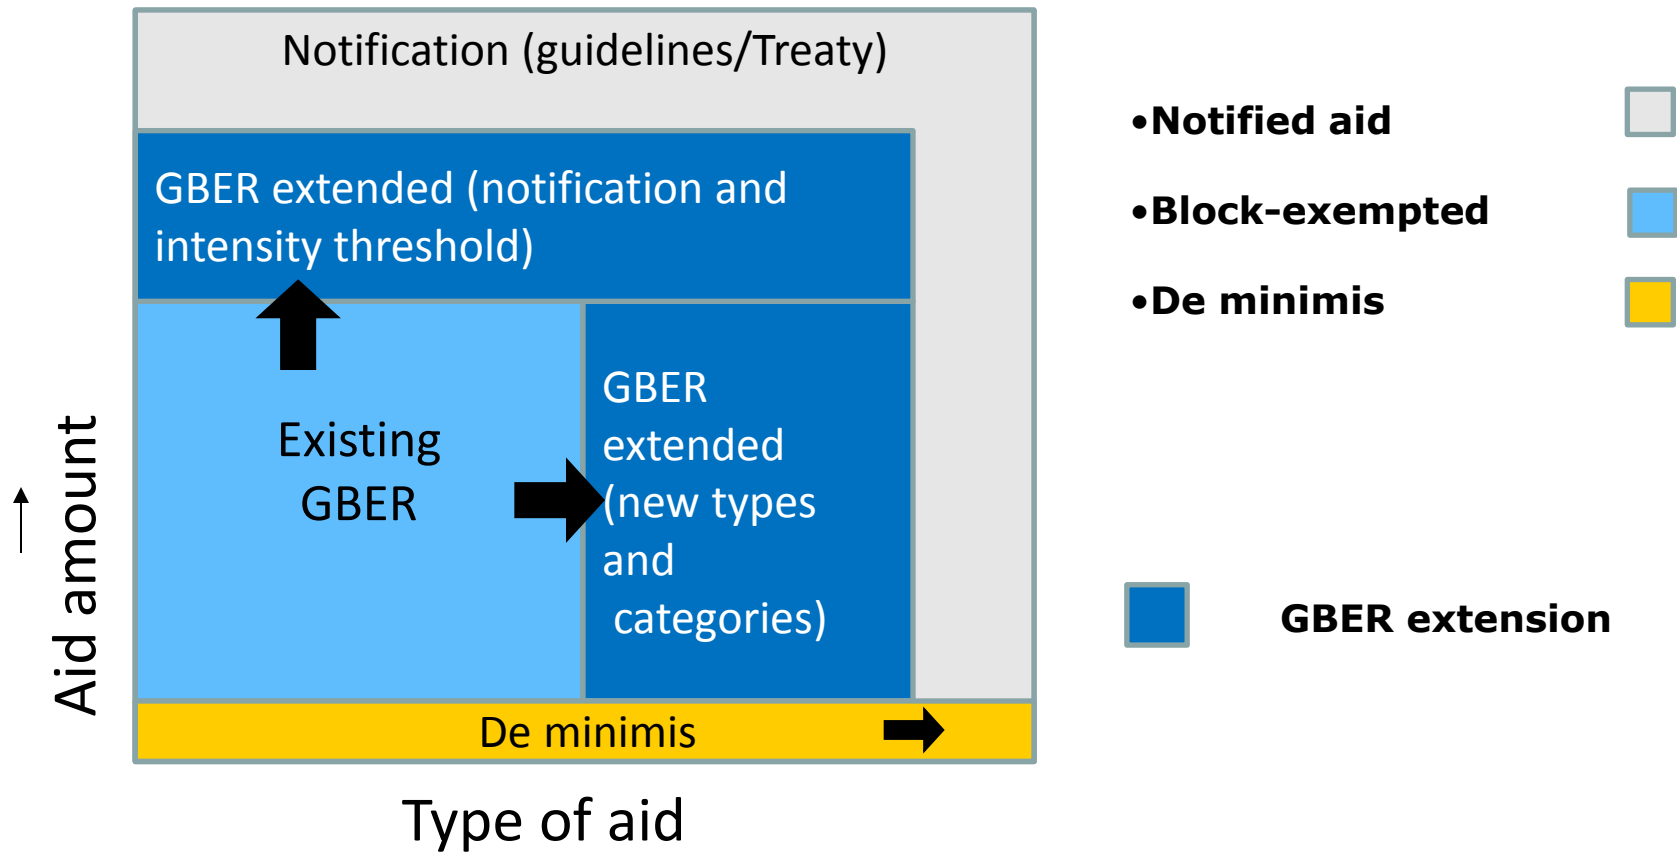 Notification (guidelines/Treaty)
GBER extended (notification and
intensity threshold)
Existing
GBER
GBER
extended
(new types
and
categories)
De minimis
Aid amount
Type of aid
•Notified aid
•Block-exempted
•De minimis
GBER extension